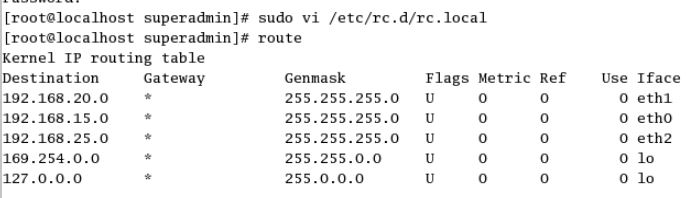 [root@localhost superadmin]# sudo vi /etc/rc.d/rc.local
[root@localhost superadmin]# route
Kernel IP routing table
Destination     Gateway         Genmask         Flags Metric Ref    Use Iface
192.168.20.0    *               255.255.255.0   U     0      0        0 eth1
192.168.15.0    *               255.255.255.0   U     0      0        0 eth0
192.168.25.0    *               255.255.255.0   U     0      0        0 eth2
169.254.0.0     *               255.255.0.0     U     0      0        0 lo
127.0.0.0       *               255.0.0.0       U     0      0        0 lo